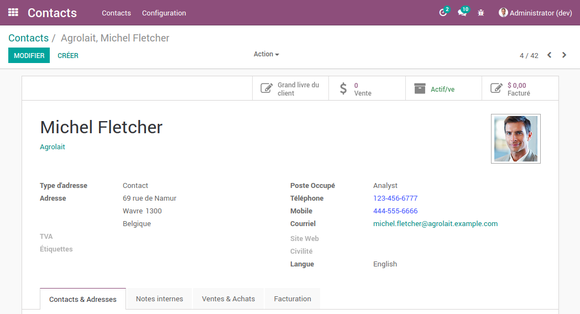 Contacts Contacts Configuration 2 10 Administrator (dev)
Contacts / Agrolait, Michel Fletcher
MODIFIER CRÉER Action 4 / 42
Grand livre du client
0 Vente
Actif/ve
$ 0,00 Facturé
Michel Fletcher
Agrolait
Type d'adresse Contact
Adresse 69 rue de Namur
Wavre 1300
Belgique
TVA
Étiquettes
Poste Occupé Analyst
Téléphone 123-456-6777
Mobile 444-555-6666
Courriel michel.fletcher@agrolait.example.com
Site Web
Civilité
Langue English
Contacts & Adresses Notes internes Ventes & Achats Facturation